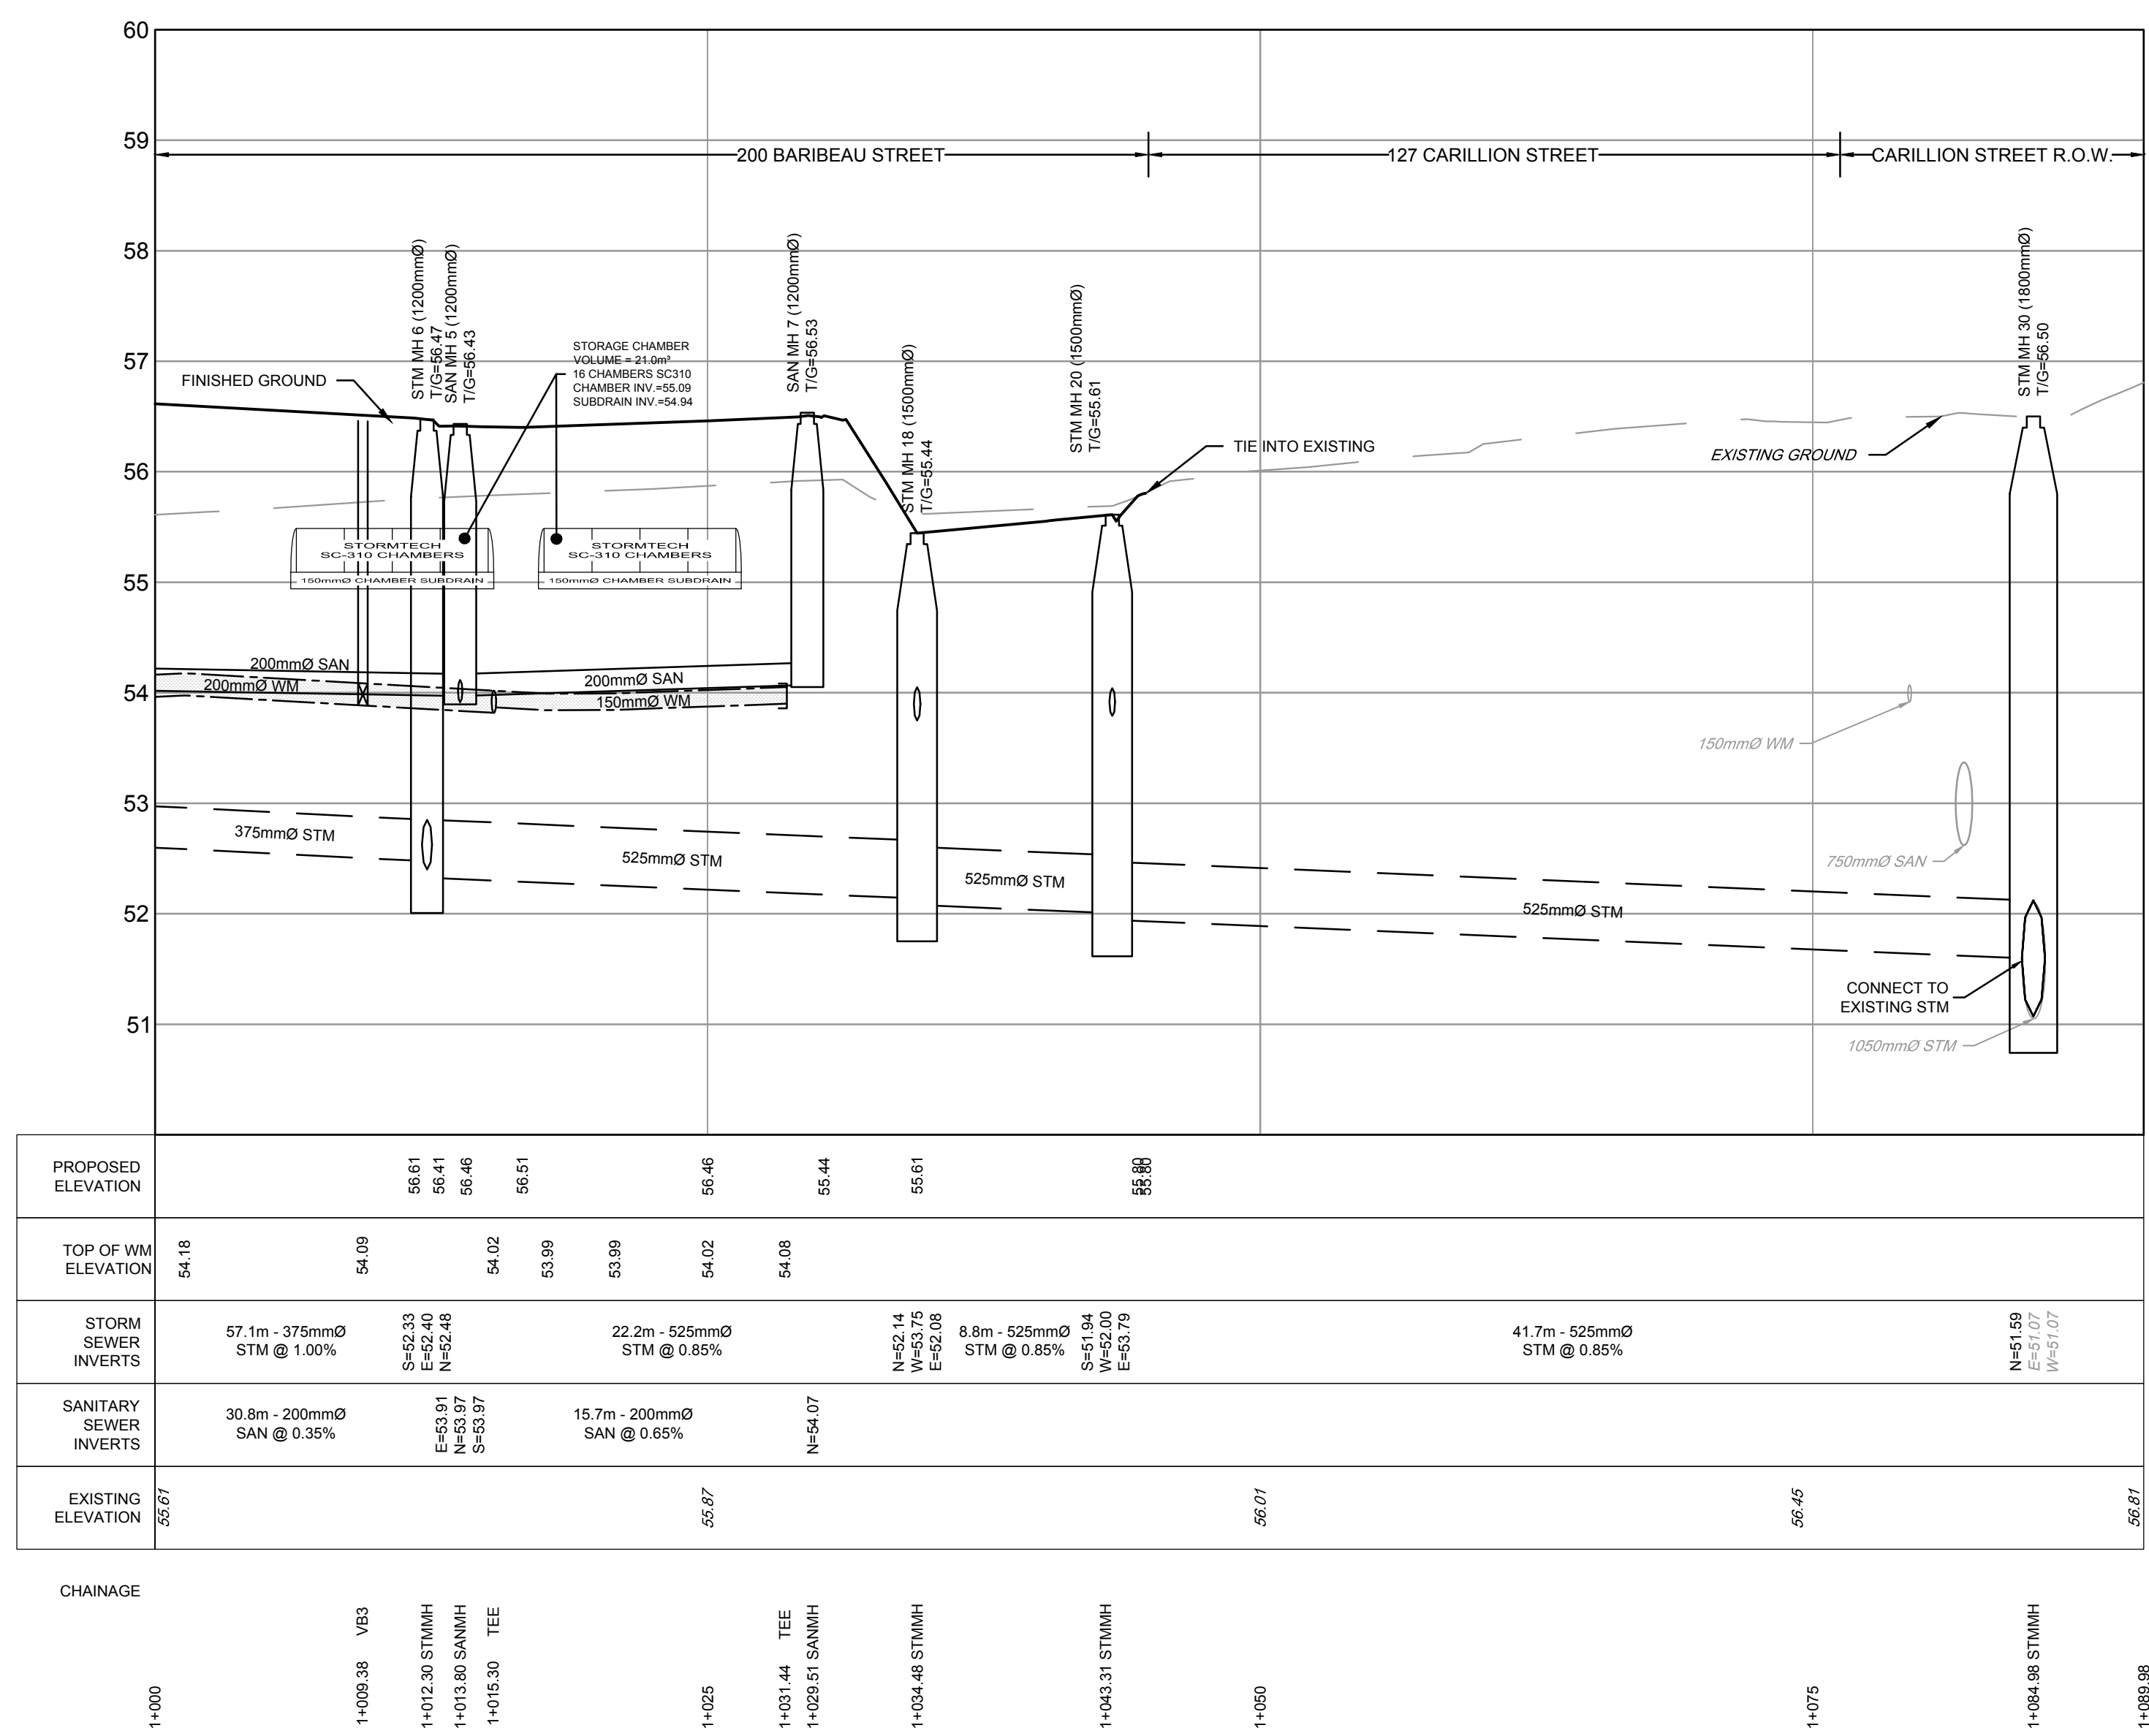 60
59
58
57
56
55
54
53
52
51
200 BARIBEAU STREET
127 CARILLION STREET
CARILLION STREET R.O.W.
FINISHED GROUND
STM MH 6 (1200mmØ)
T/G=56.47
SAN MH 5 (1200mmØ)
T/G=56.43
STORAGE CHAMBER
VOLUME = 21.0m³
16 CHAMBERS SC310
CHAMBER INV.=55.09
SUBDRAIN INV.=54.94
SAN MH 7 (1200mmØ)
T/G=56.53
STM MH 18 (1500mmØ)
T/G=55.44
STM MH 20 (1500mmØ)
T/G=55.61
TIE INTO EXISTING
EXISTING GROUND
STM MH 30 (1800mmØ)
T/G=56.50
STORMTECH
SC-310 CHAMBERS
150mmØ CHAMBER SUBDRAIN
STORMTECH
SC-310 CHAMBERS
150mmØ CHAMBER SUBDRAIN
200mmØ SAN
200mmØ WM
200mmØ SAN
150mmØ WM
150mmØ WM
750mmØ SAN
375mmØ STM
525mmØ STM
525mmØ STM
525mmØ STM
CONNECT TO
EXISTING STM
1050mmØ STM
PROPOSED
ELEVATION
56.61
56.41
56.46
56.51
56.46
55.44
55.61
55.80
55.80
TOP OF WM
ELEVATION
54.18
54.09
54.02
53.99
53.99
54.02
54.08
STORM
SEWER
INVERTS
57.1m - 375mmØ
STM @ 1.00%
S=52.33
E=52.40
N=52.48
22.2m - 525mmØ
STM @ 0.85%
N=52.14
W=53.75
E=52.08
8.8m - 525mmØ
STM @ 0.85%
S=51.94
W=52.00
E=53.79
41.7m - 525mmØ
STM @ 0.85%
N=51.59
E=51.07
W=51.07
SANITARY
SEWER
INVERTS
30.8m - 200mmØ
SAN @ 0.35%
E=53.91
N=53.97
S=53.97
15.7m - 200mmØ
SAN @ 0.65%
N=54.07
EXISTING
ELEVATION
55.61
55.87
56.01
56.45
56.81
CHAINAGE
1+000
1+009.38 VB3
1+012.30 STMMH
1+013.80 SANMH
1+015.30 TEE
1+025
1+031.44 TEE
1+029.51 SANMH
1+034.48 STMMH
1+043.31 STMMH
1+050
1+075
1+084.98 STMMH
1+089.98